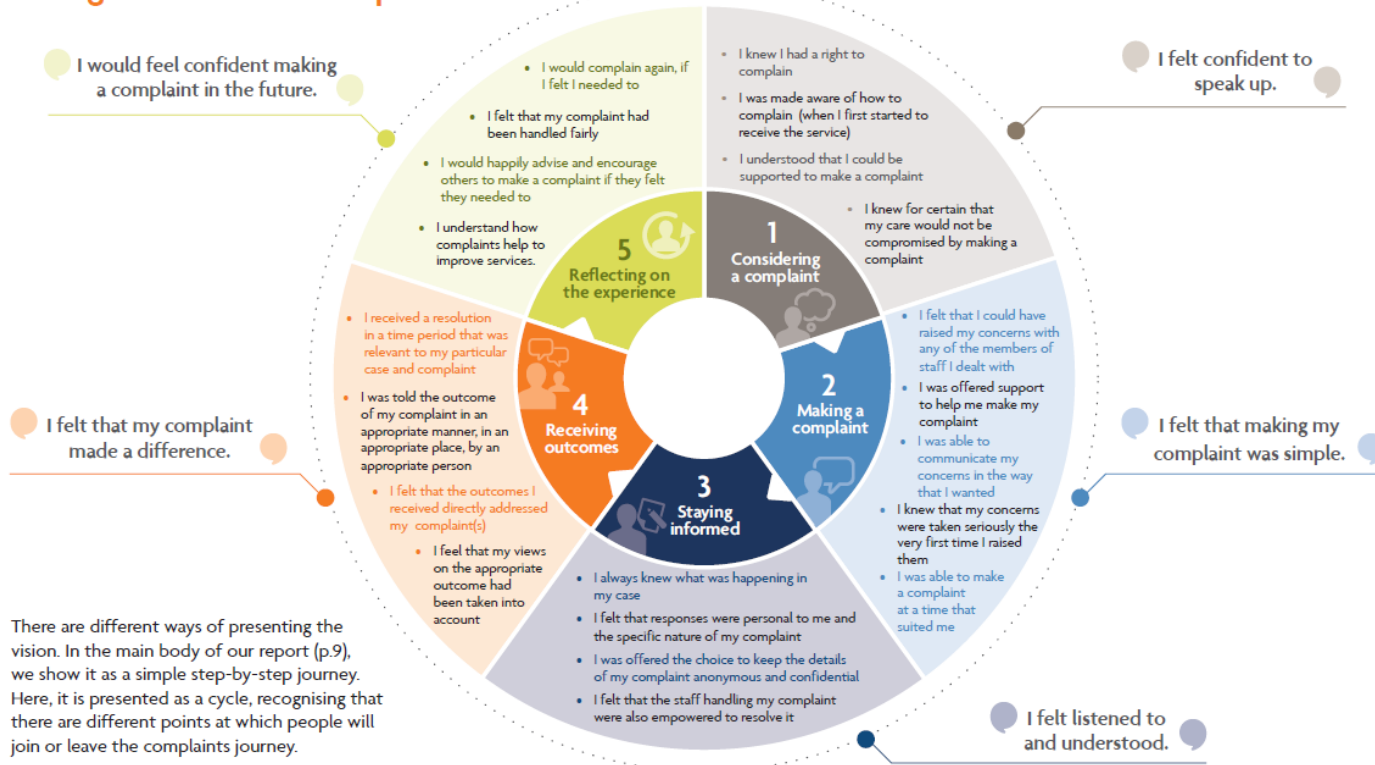 I would feel confident making
a complaint in the future.
I felt confident to
speak up.
• I would complain again, if
I felt I needed to
• I felt that my complaint had
been handled fairly
• I would happily advise and encourage
others to make a complaint if they felt
they needed to
• I understand how
complaints help to
improve services.
• I knew I had a right to
complain
• I was made aware of how to
complain (when I first started to
receive the service)
• I understood that I could be
supported to make a complaint
• I knew for certain that
my care would not be
compromised by making a
complaint
5
Reflecting on
the experience
1
Considering
a complaint
• I received a resolution
in a time period that was
relevant to my particular
case and complaint
• I was told the outcome
of my complaint in an
appropriate manner, in an
appropriate place, by an
appropriate person
• I felt that the outcomes I
received directly addressed
my complaint(s)
• I feel that my views
on the appropriate
outcome had
been taken into
account
4
Receiving
outcomes
2
Making a
complaint
• I felt that I could have
raised my concerns with
any of the members of
staff I dealt with
• I was offered support
to help me make my
complaint
• I was able to
communicate my
concerns in the way
that I wanted
• I knew that my concerns
were taken seriously the
very first time I raised
them
• I was able to make
a complaint
at a time that
suited me
I felt that my complaint
made a difference.
I felt that making my
complaint was simple.
3
Staying
informed
• I always knew what was happening in
my case
• I felt that responses were personal to me and
the specific nature of my complaint
• I was offered the choice to keep the details
of my complaint anonymous and confidential
• I felt that the staff handling my complaint
were also empowered to resolve it
There are different ways of presenting the
vision. In the main body of our report (p.9),
we show it as a simple step-by-step journey.
Here, it is presented as a cycle, recognising that
there are different points at which people will
join or leave the complaints journey.
I felt listened to
and understood.